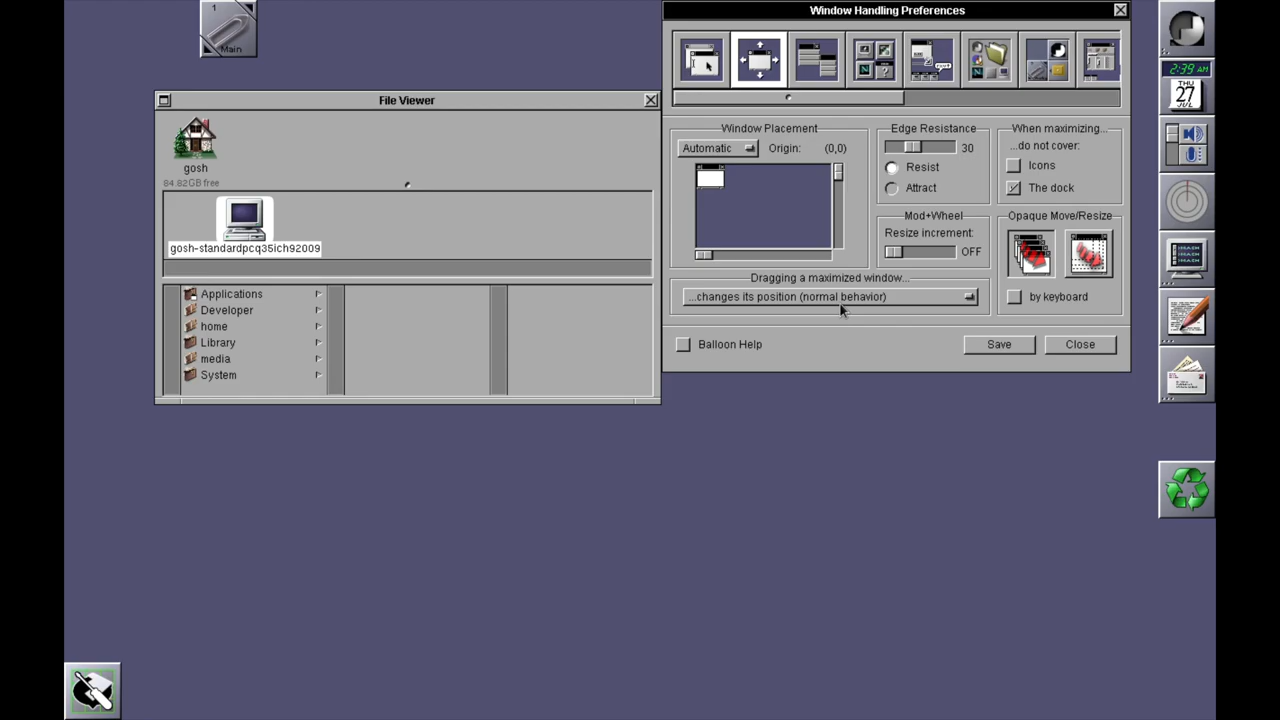 1
Main
Window Handling Preferences
File Viewer
gosh
84.82GB free
gosh-standardpcq35ich92009
Applications
Developer
home
Library
media
System
Window Placement
Automatic
Origin:
(0,0)
Edge Resistance
30
Resist
Attract
When maximizing...
...do not cover:
Icons
The dock
Mod+Wheel
Resize increment:
OFF
Opaque Move/Resize
by keyboard
Dragging a maximized window...
...changes its position (normal behavior)
Balloon Help
Save
Close
2:39 AM
THU
27
JUL